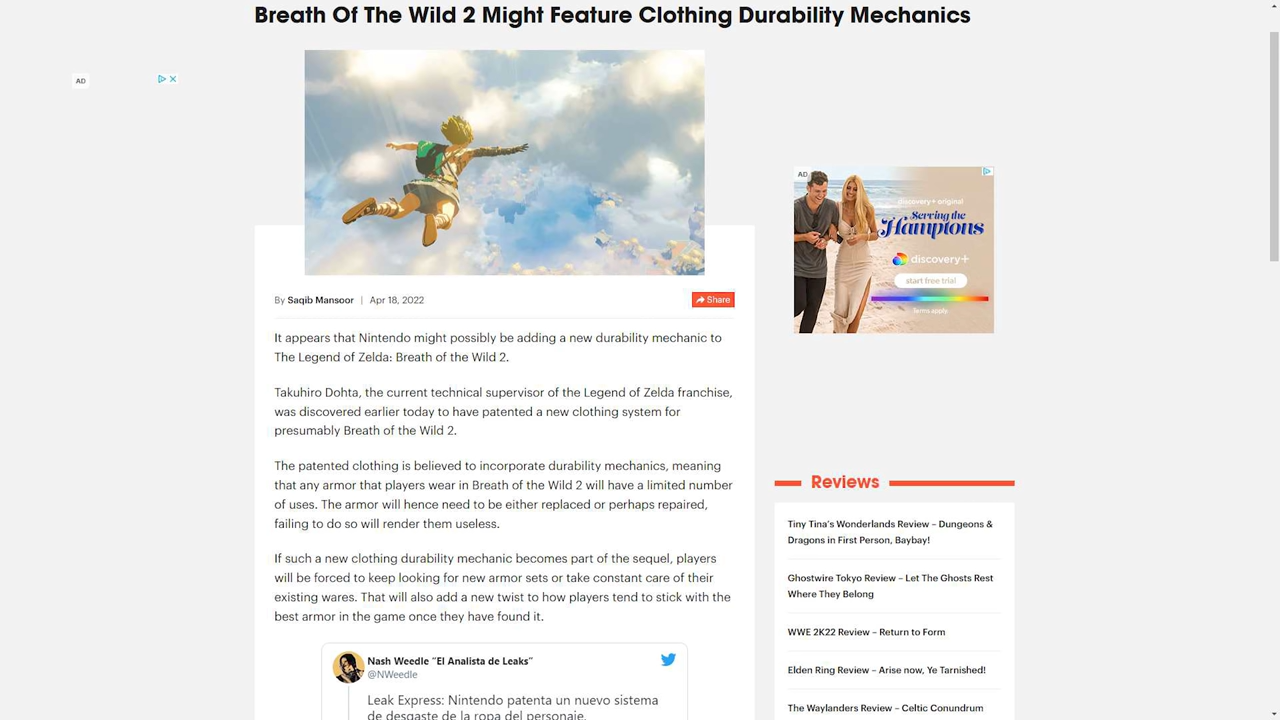 Breath Of The Wild 2 Might Feature Clothing Durability Mechanics
AD
By Saqib Mansoor | Apr 18, 2022
Share
It appears that Nintendo might possibly be adding a new durability mechanic to
The Legend of Zelda: Breath of the Wild 2.
Takuhiro Dohta, the current technical supervisor of the Legend of Zelda franchise,
was discovered earlier today to have patented a new clothing system for
presumably Breath of the Wild 2.
The patented clothing is believed to incorporate durability mechanics, meaning
that any armor that players wear in Breath of the Wild 2 will have a limited number
of uses. The armor will hence need to be either replaced or perhaps repaired,
failing to do so will render them useless.
If such a new clothing durability mechanic becomes part of the sequel, players
will be forced to keep looking for new armor sets or take constant care of their
existing wares. That will also add a new twist to how players tend to stick with the
best armor in the game once they have found it.
Nash Weedle "El Analista de Leaks"
@NWeedle
Leak Express: Nintendo patenta un nuevo sistema
de desgaste de la ropa del personaje.
AD
discovery+ original
Serving the
Hamptons
discovery+
start free trial
Terms apply
Reviews
Tiny Tina's Wonderlands Review – Dungeons &
Dragons in First Person, Baybay!
Ghostwire Tokyo Review – Let The Ghosts Rest
Where They Belong
WWE 2K22 Review – Return to Form
Elden Ring Review – Arise now, Ye Tarnished!
The Waylanders Review – Celtic Conundrum